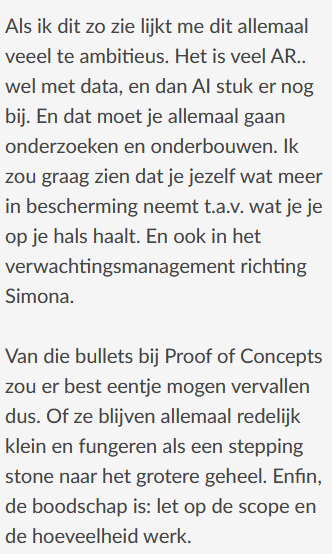 Als ik dit zo zie lijkt me dit allemaal
veeel te ambitieus. Het is veel AR..
wel met data, en dan AI stuk er nog
bij. En dat moet je allemaal gaan
onderzoeken en onderbouwen. Ik
zou graag zien dat je jezelf wat meer
in bescherming neemt t.a.v. wat je je
op je hals haalt. En ook in het
verwachtingsmanagement richting
Simona.

Van die bullets bij Proof of Concepts
zou er best eentje mogen vervallen
dus. Of ze blijven allemaal redelijk
klein en fungeren als een stepping
stone naar het grotere geheel. Enfin,
de boodschap is: let op de scope en
de hoeveelheid werk.